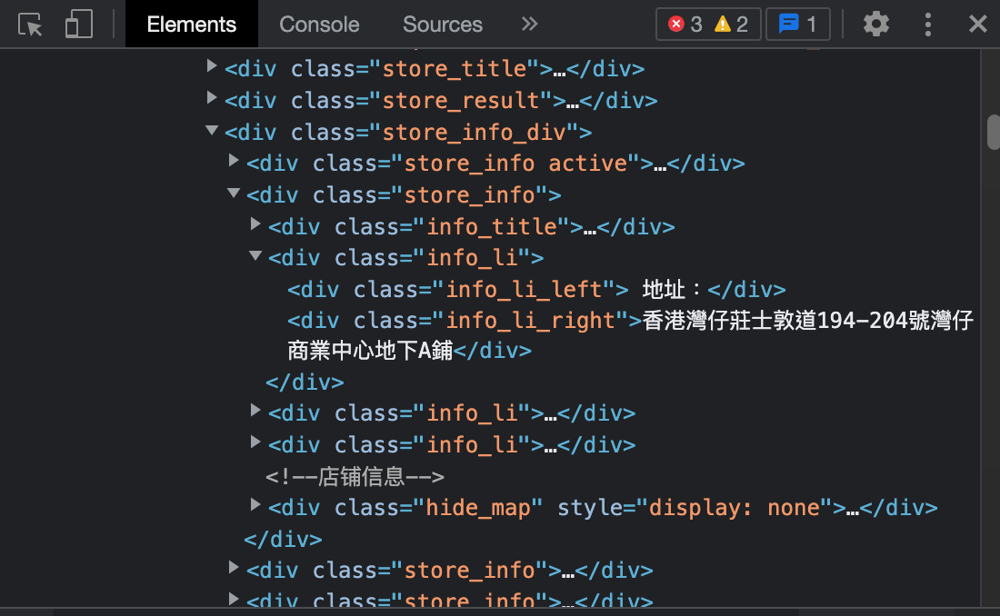 Elements Console Sources 3 2 1
<div class="store_title">…</div>
<div class="store_result">…</div>
<div class="store_info_div">
<div class="store_info active">…</div>
<div class="store_info">
<div class="info_title">…</div>
<div class="info_li">
<div class="info_li_left"> 地址：</div>
<div class="info_li_right">香港灣仔莊士敦道194-204號灣仔
商業中心地下A鋪</div>
</div>
<div class="info_li">…</div>
<div class="info_li">…</div>
<!--店铺信息-->
<div class="hide_map" style="display: none">…</div>
</div>
<div class="store_info">…</div>
<div class="store_info">…</div>